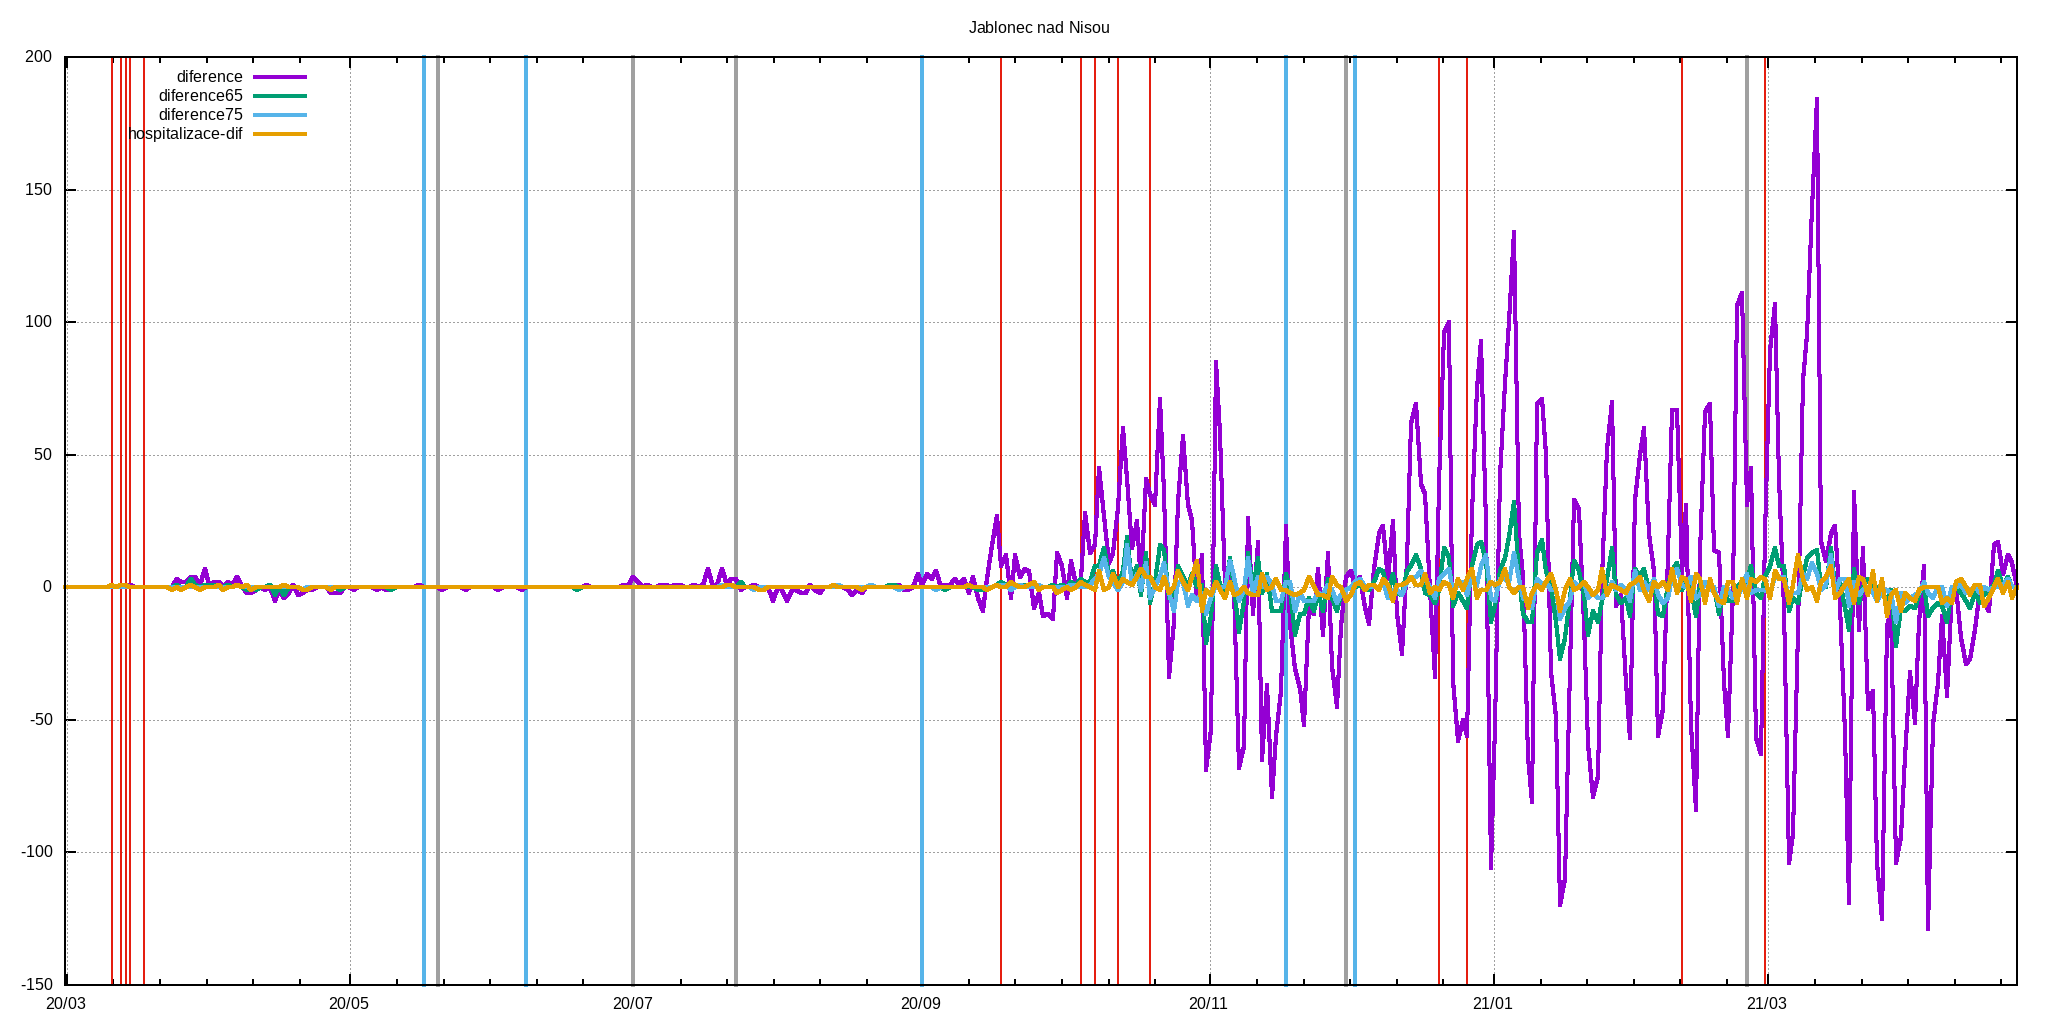 Jablonec nad Nisou
diference
diference65
diference75
hospitalizace-dif
200
150
100
50
0
-50
-100
-150
20/03 20/05 20/07 20/09 20/11 21/01 21/03